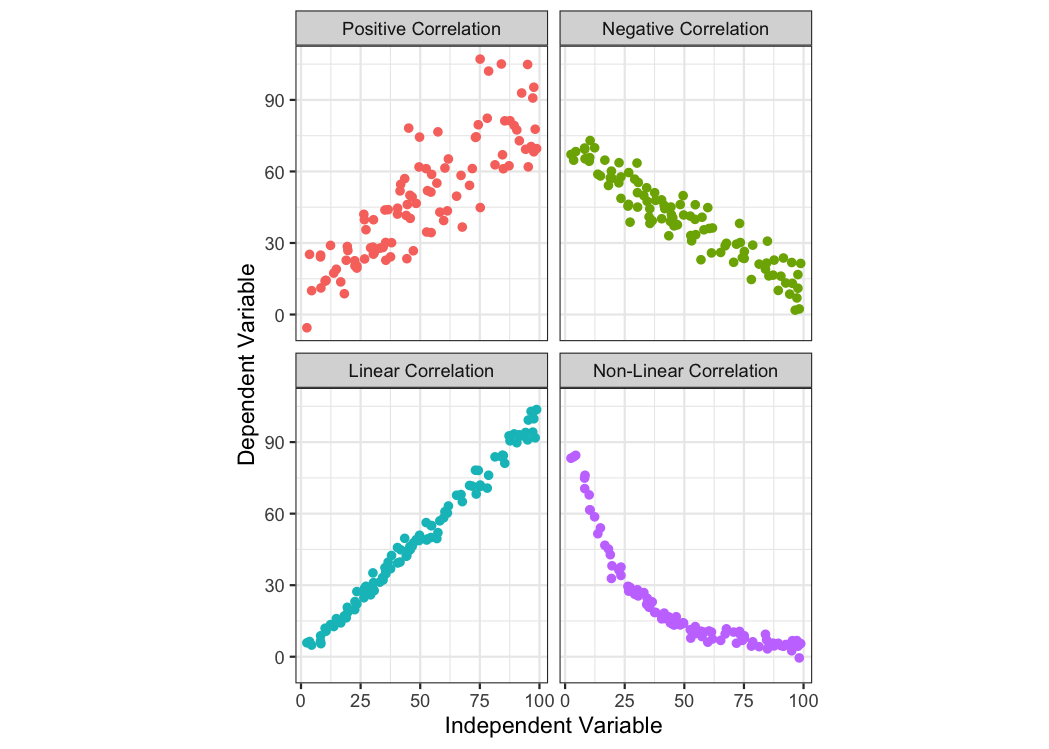 Positive Correlation
Negative Correlation
90
60
30
0
Linear Correlation
Non-Linear Correlation
90
60
30
0
0 25 50 75 100 0 25 50 75 100
Independent Variable
Dependent Variable